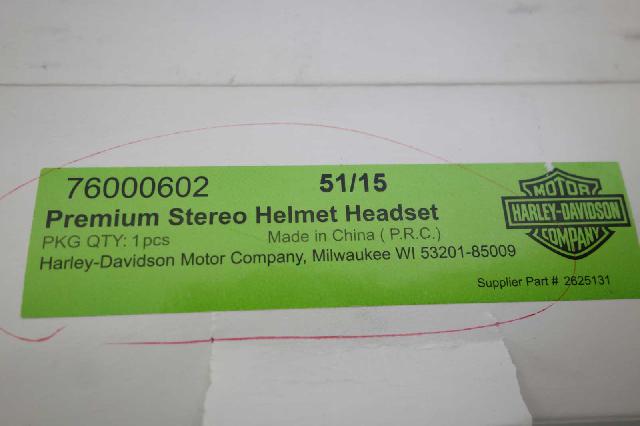 76000602 51/15
Premium Stereo Helmet Headset
PKG QTY: 1pcs Made in China ( P.R.C.)
Harley-Davidson Motor Company, Milwaukee WI 53201-85009
MOTOR
HARLEY-DAVIDSON
COMPANY
Supplier Part # 2625131